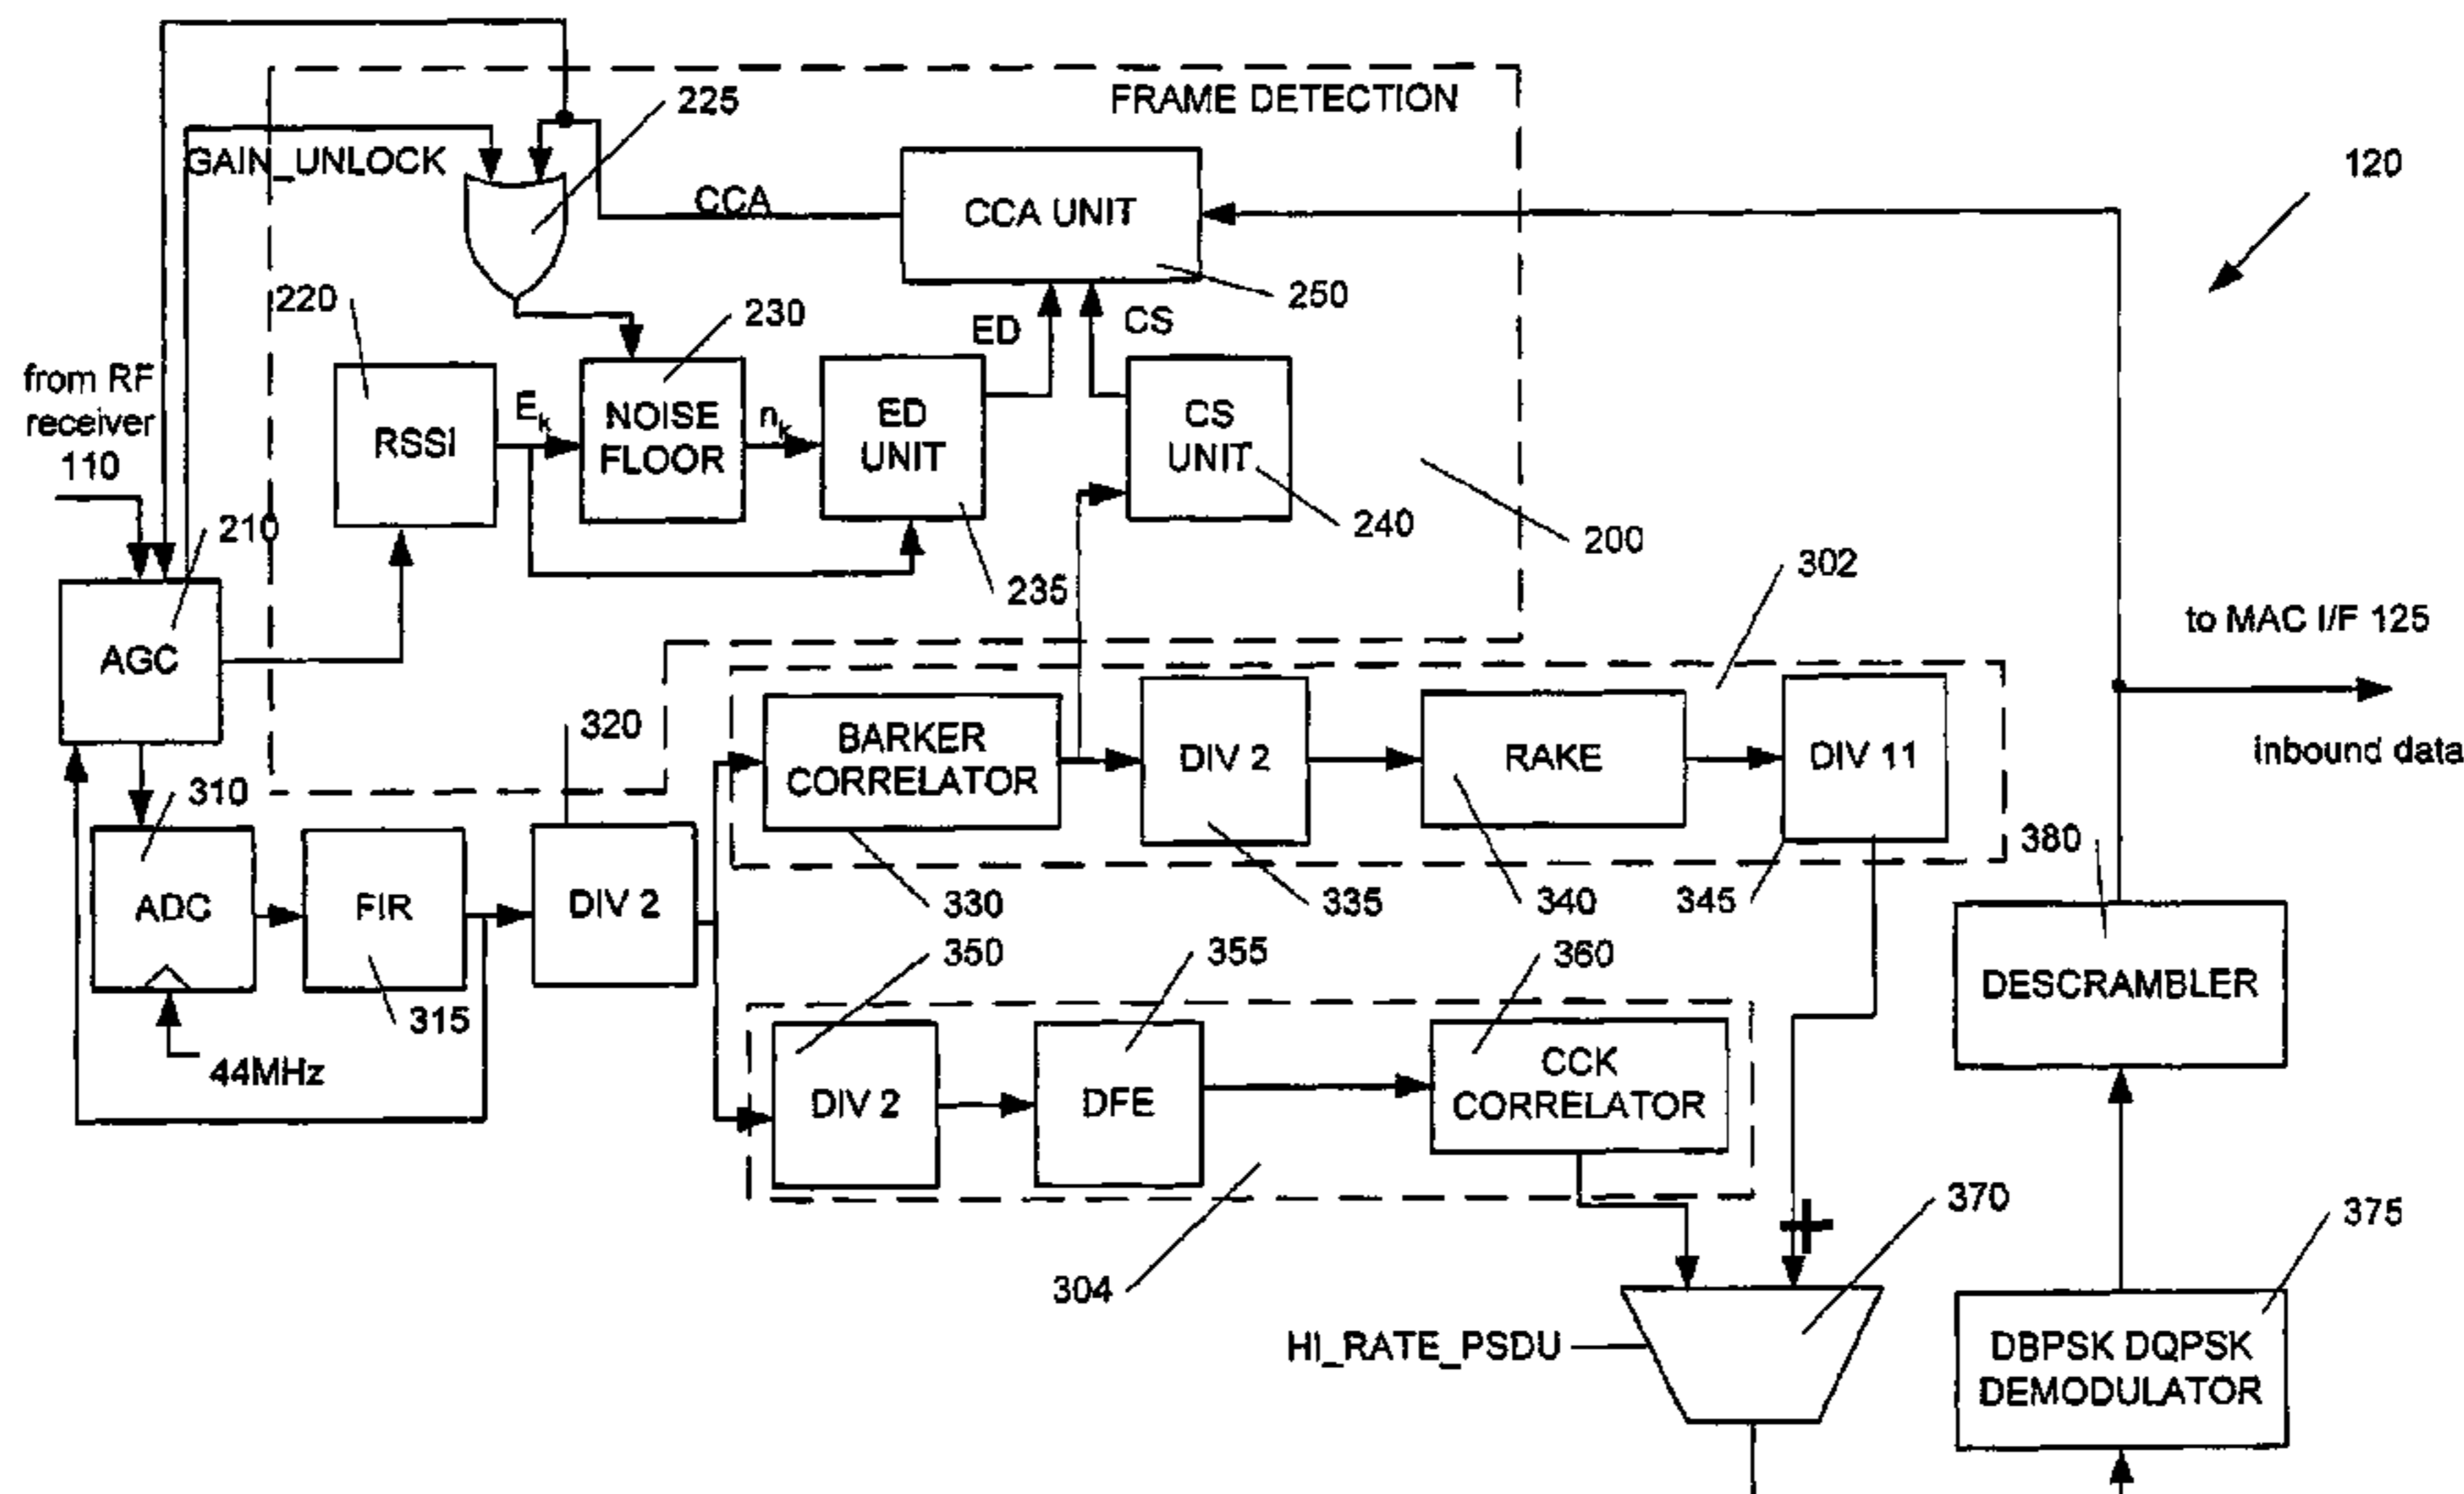 FRAME DETECTION
225
GAIN_UNLOCK
120
CCA
CCA UNIT
250
220
230
ED
CS
from RF
receiver
110
RSSI
Ek
NOISE
FLOOR
nk
ED
UNIT
CS
UNIT
210
240
200
235
302
to MAC I/F 125
AGC
320
BARKER
CORRELATOR
DIV 2
RAKE
DIV 11
inbound data
310
380
ADC
FIR
DIV 2
330
335
340
345
350
355
360
DESCRAMBLER
315
44MHz
DIV 2
DFE
CCK
CORRELATOR
370
375
304
HI_RATE_PSDU
DBPSK DQPSK
DEMODULATOR